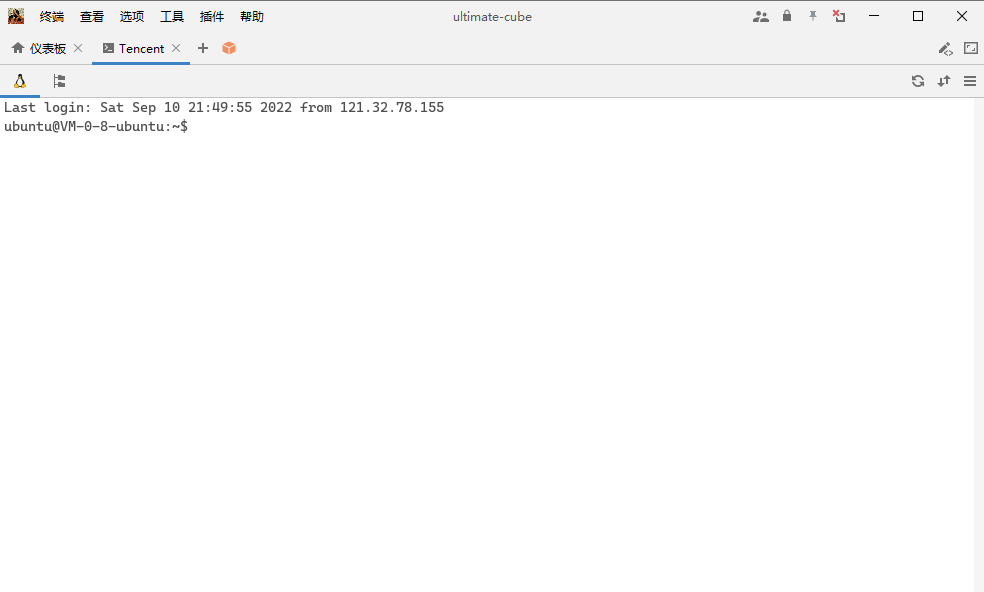 终端 查看 选项 工具 插件 帮助 ultimate-cube
仪表板 Tencent
Last login: Sat Sep 10 21:49:55 2022 from 121.32.78.155
ubuntu@VM-0-8-ubuntu:~$